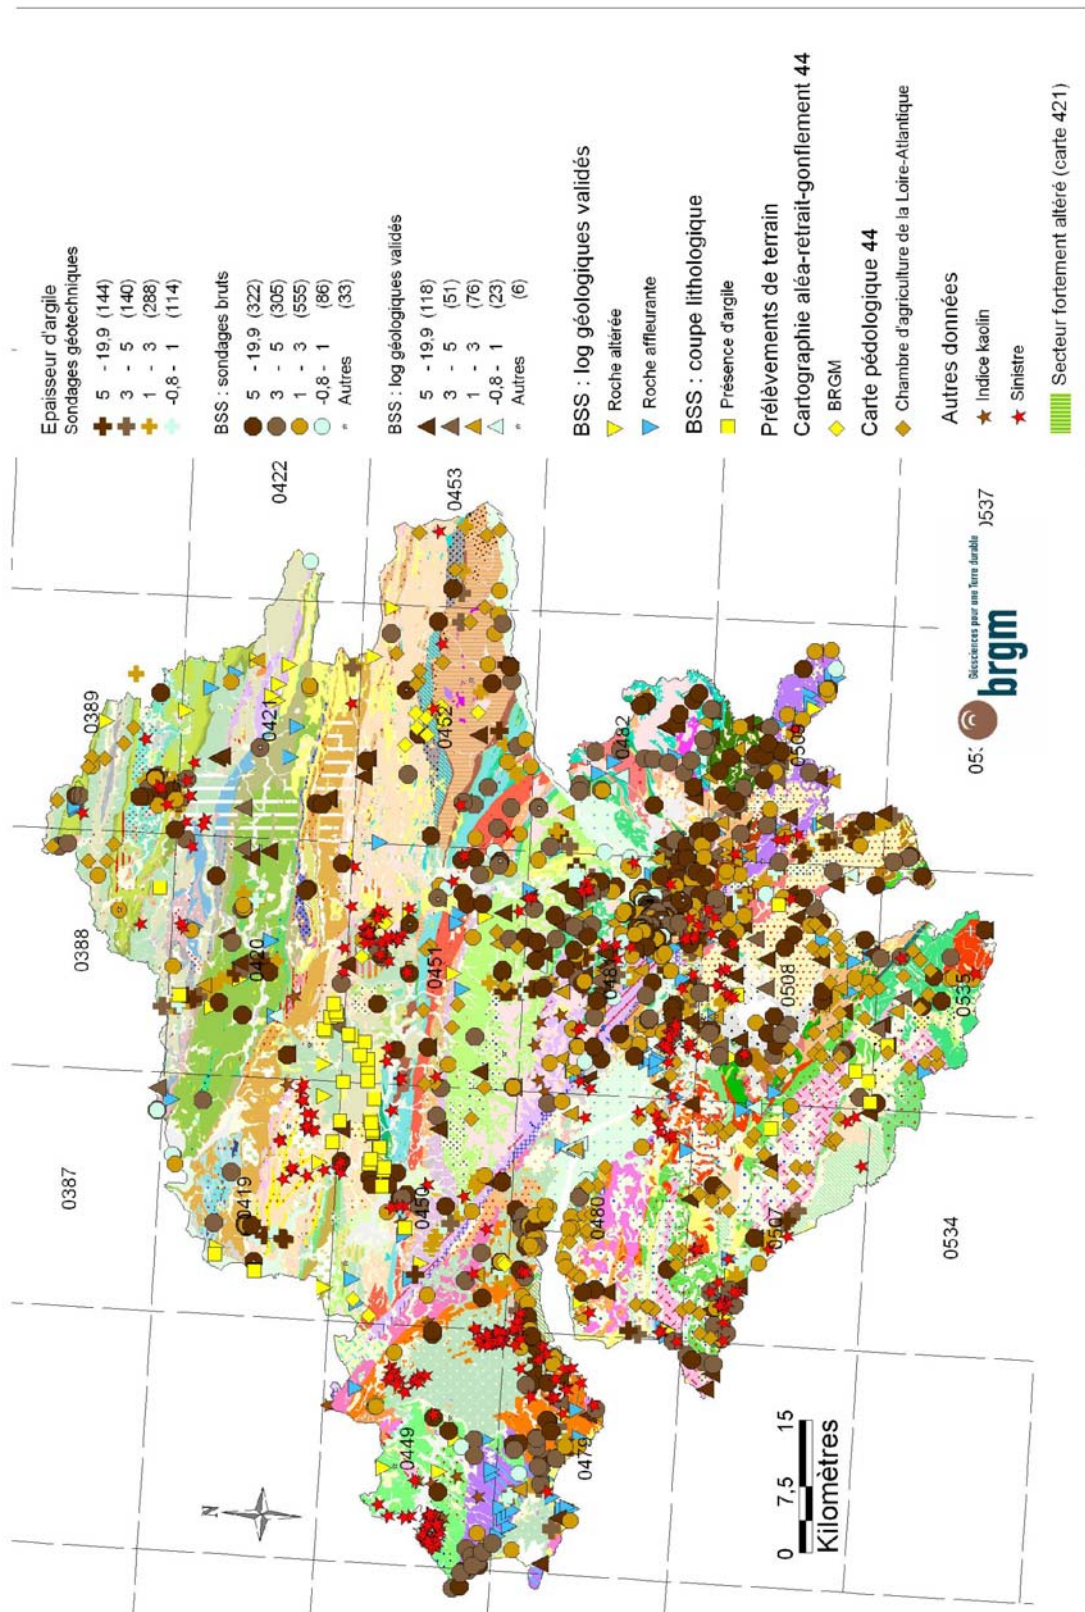 Epaisseur d'argile
Sondages géotechniques
5 - 19,9 (144)
3 - 5 (140)
1 - 3 (288)
-0,8 - 1 (114)
BSS : sondages bruts
5 - 19,9 (322)
3 - 5 (305)
1 - 3 (555)
-0,8 - 1 (86)
Autres (33)
BSS : log géologiques validés
5 - 19,9 (118)
3 - 5 (51)
1 - 3 (76)
-0,8 - 1 (23)
Autres (6)
BSS : log géologiques validés
Roche altérée
Roche affleurante
BSS : coupe lithologique
Présence d'argile
Prélèvements de terrain
Cartographie aléa-retrait-gonflement 44
BRGM
Carte pédologique 44
Chambre d'agriculture de la Loire-Atlantique
Autres données
Indice kaolin
Sinistre
Secteur fortement altéré (carte 421)
0387
0388
0389
0419
0420
0421
0422
0449
0450
0451
0452
0453
0479
0480
0481
0482
0507
0508
0509
0534
0535
0537
N
0 7,5 15
Kilomètres
Géosciences pour une Terre durable
brgm